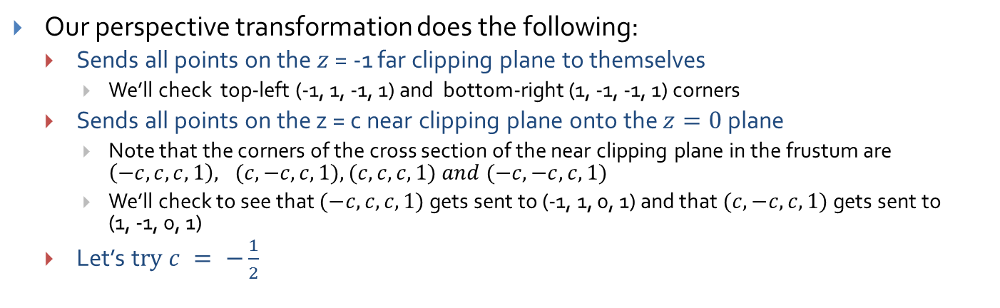 Our perspective transformation does the following:
Sends all points on the z = -1 far clipping plane to themselves
We'll check top-left (-1, 1, -1, 1) and bottom-right (1, -1, -1, 1) corners
Sends all points on the z = c near clipping plane onto the z = 0 plane
Note that the corners of the cross section of the near clipping plane in the frustum are
(−c, c, c, 1), (c, −c, c, 1), (c, c, c, 1) and (−c, −c, c, 1)
We'll check to see that (−c, c, c, 1) gets sent to (-1, 1, 0, 1) and that (c, −c, c, 1) gets sent to
(1, -1, 0, 1)
Let's try c = −1/2